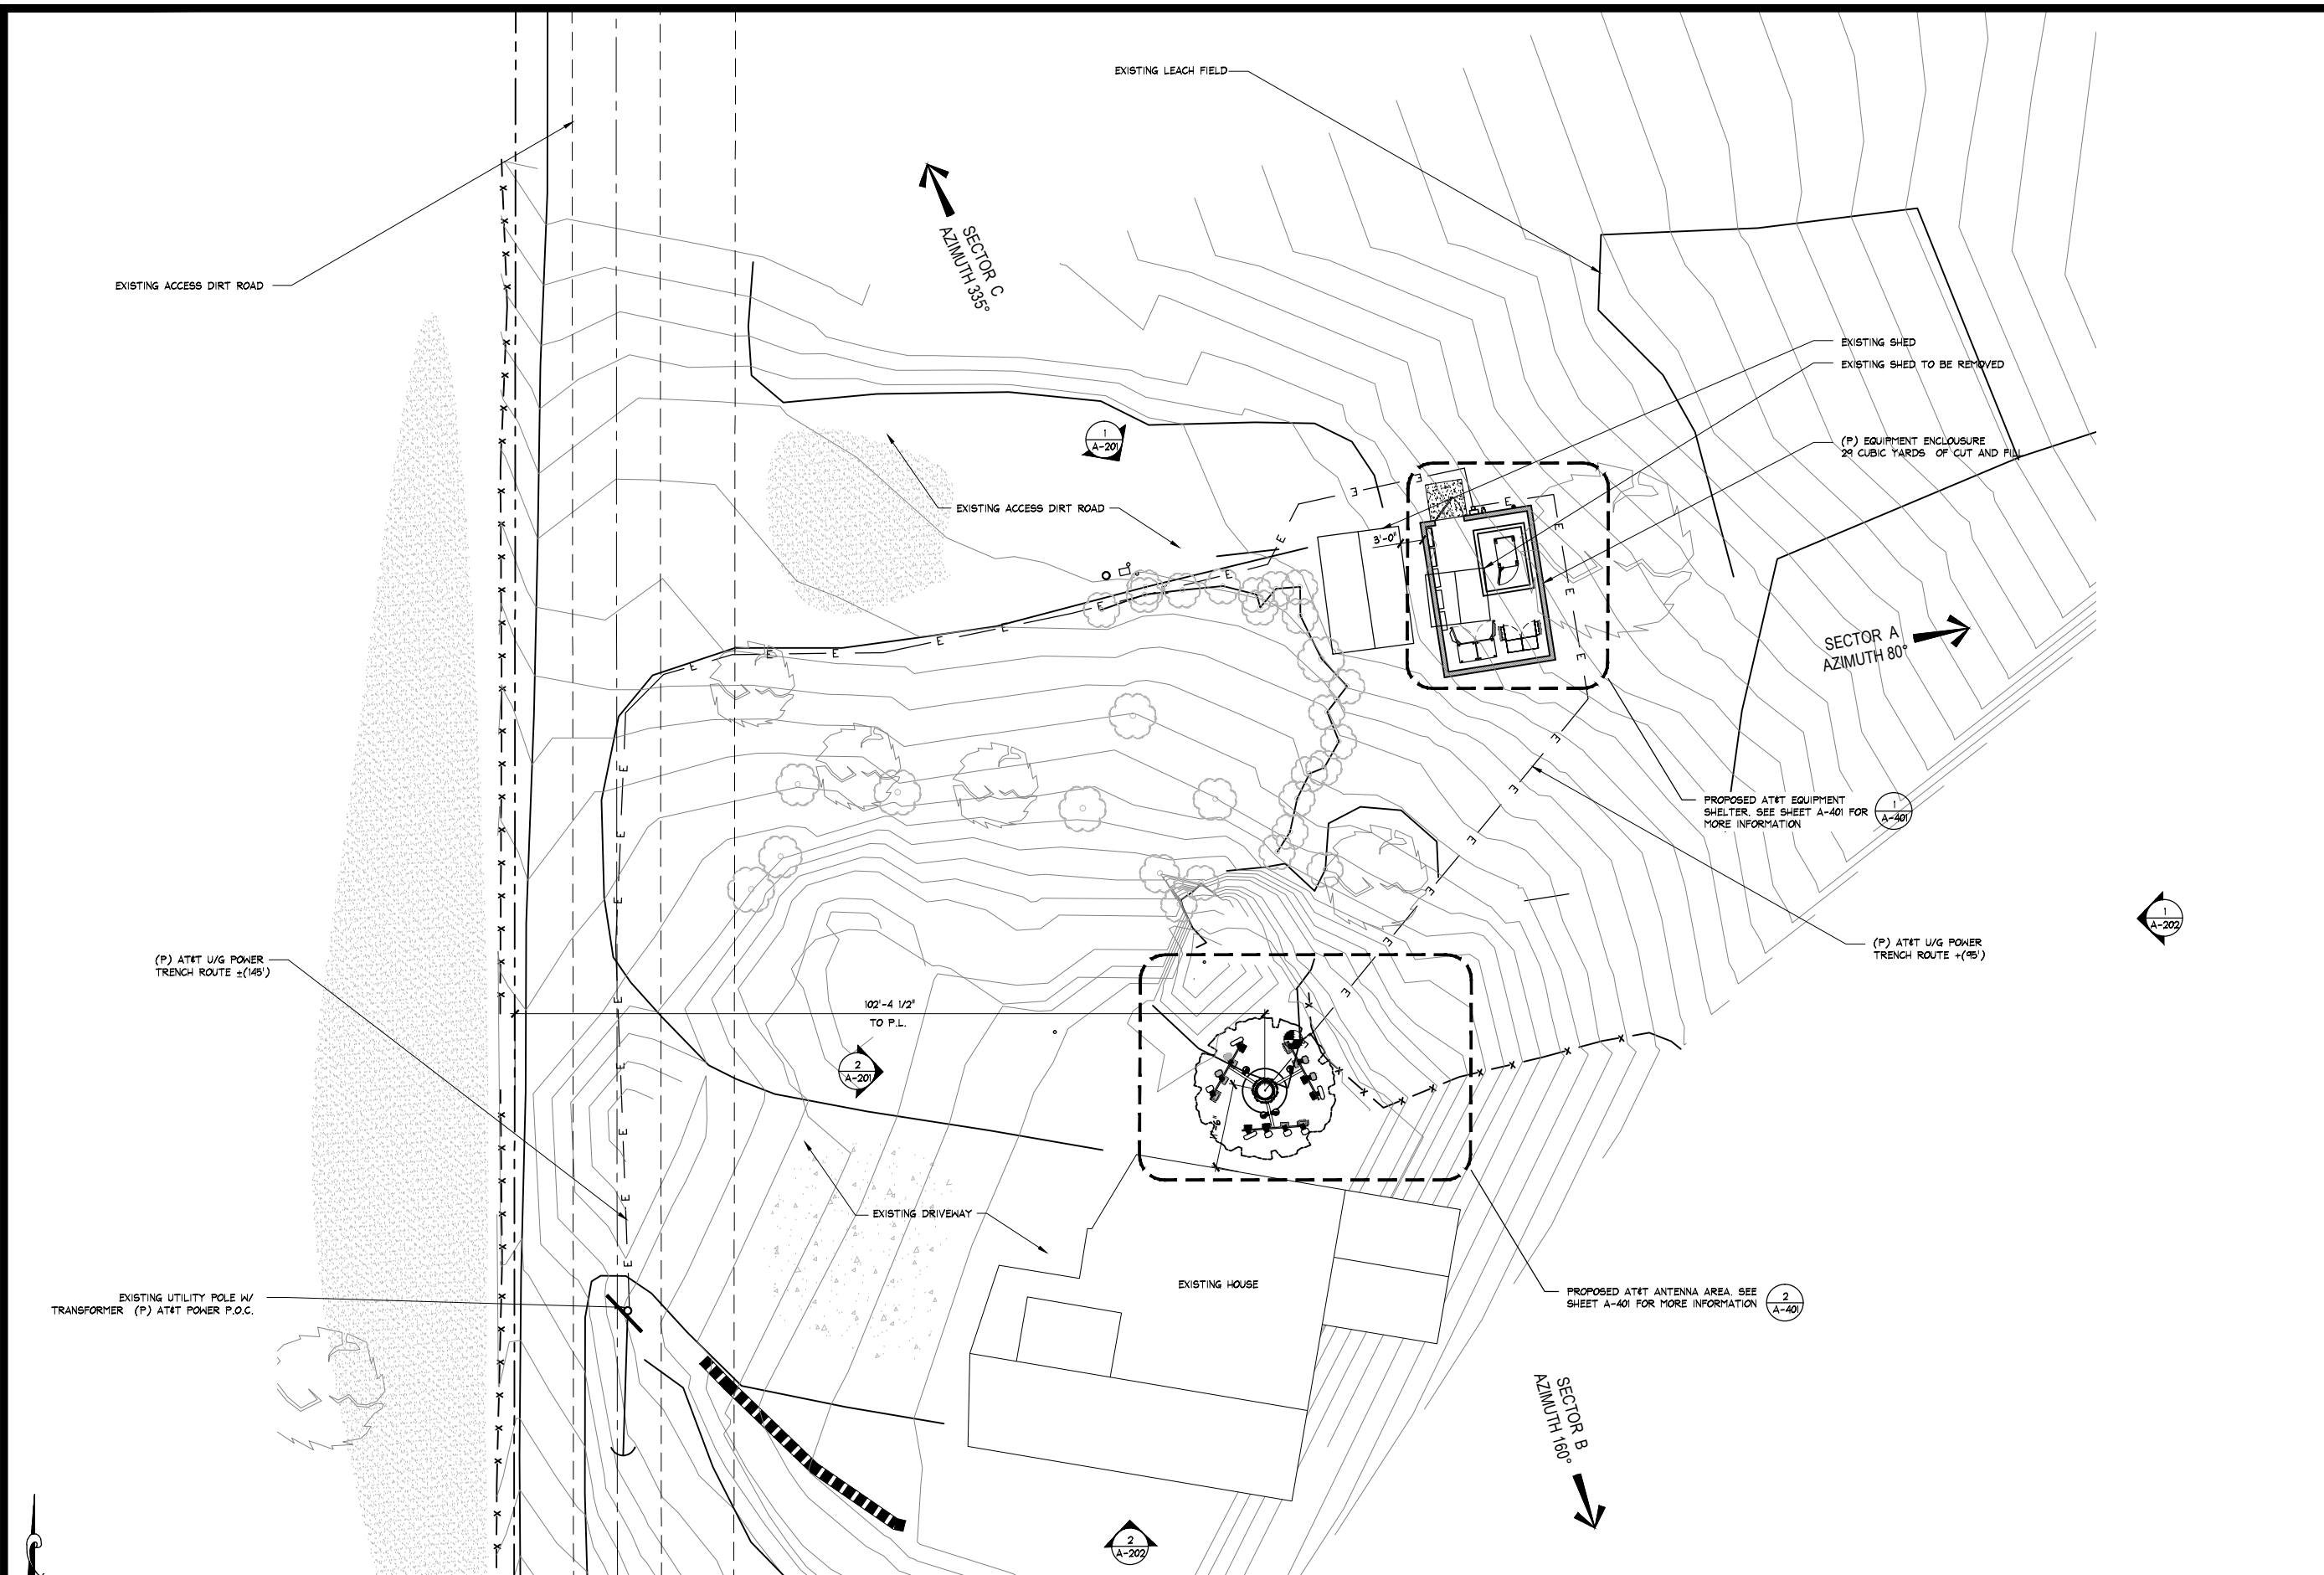 EXISTING LEACH FIELD
SECTOR C
AZIMUTH 335°
EXISTING ACCESS DIRT ROAD
EXISTING SHED
EXISTING SHED TO BE REMOVED
1
A-201
(P) EQUIPMENT ENCLOUSURE
29 CUBIC YARDS OF CUT AND FILL
EXISTING ACCESS DIRT ROAD
3'-0"
SECTOR A
AZIMUTH 80°
PROPOSED AT&T EQUIPMENT
SHELTER, SEE SHEET A-401 FOR
MORE INFORMATION
1
A-401
1
A-202
(P) AT&T U/G POWER
TRENCH ROUTE ±(145')
(P) AT&T U/G POWER
TRENCH ROUTE +(95')
102'-4 1/2"
TO P.L.
2
A-201
EXISTING DRIVEWAY
EXISTING HOUSE
EXISTING UTILITY POLE W/
TRANSFORMER (P) AT&T POWER P.O.C.
PROPOSED AT&T ANTENNA AREA, SEE
SHEET A-401 FOR MORE INFORMATION
2
A-401
SECTOR B
AZIMUTH 160°
2
A-202